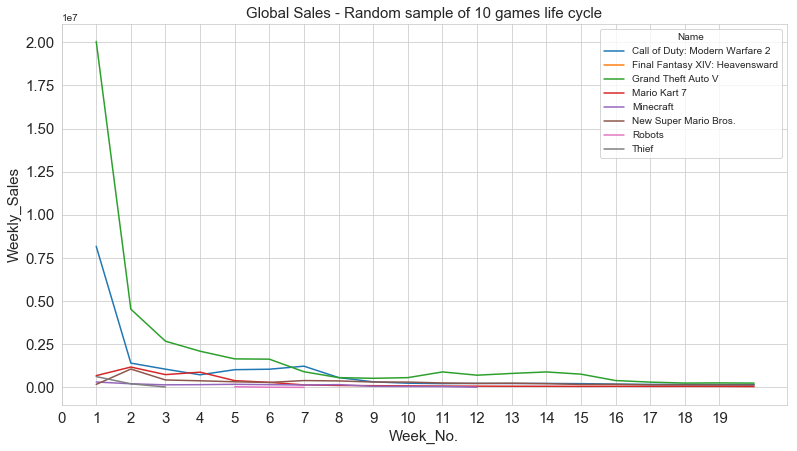 Global Sales - Random sample of 10 games life cycle
1e7
Name
Call of Duty: Modern Warfare 2
Final Fantasy XIV: Heavensward
Grand Theft Auto V
Mario Kart 7
Minecraft
New Super Mario Bros.
Robots
Thief
2.00
1.75
1.50
1.25
1.00
0.75
0.50
0.25
0.00
Weekly_Sales
0 1 2 3 4 5 6 7 8 9 10 11 12 13 14 15 16 17 18 19
Week_No.